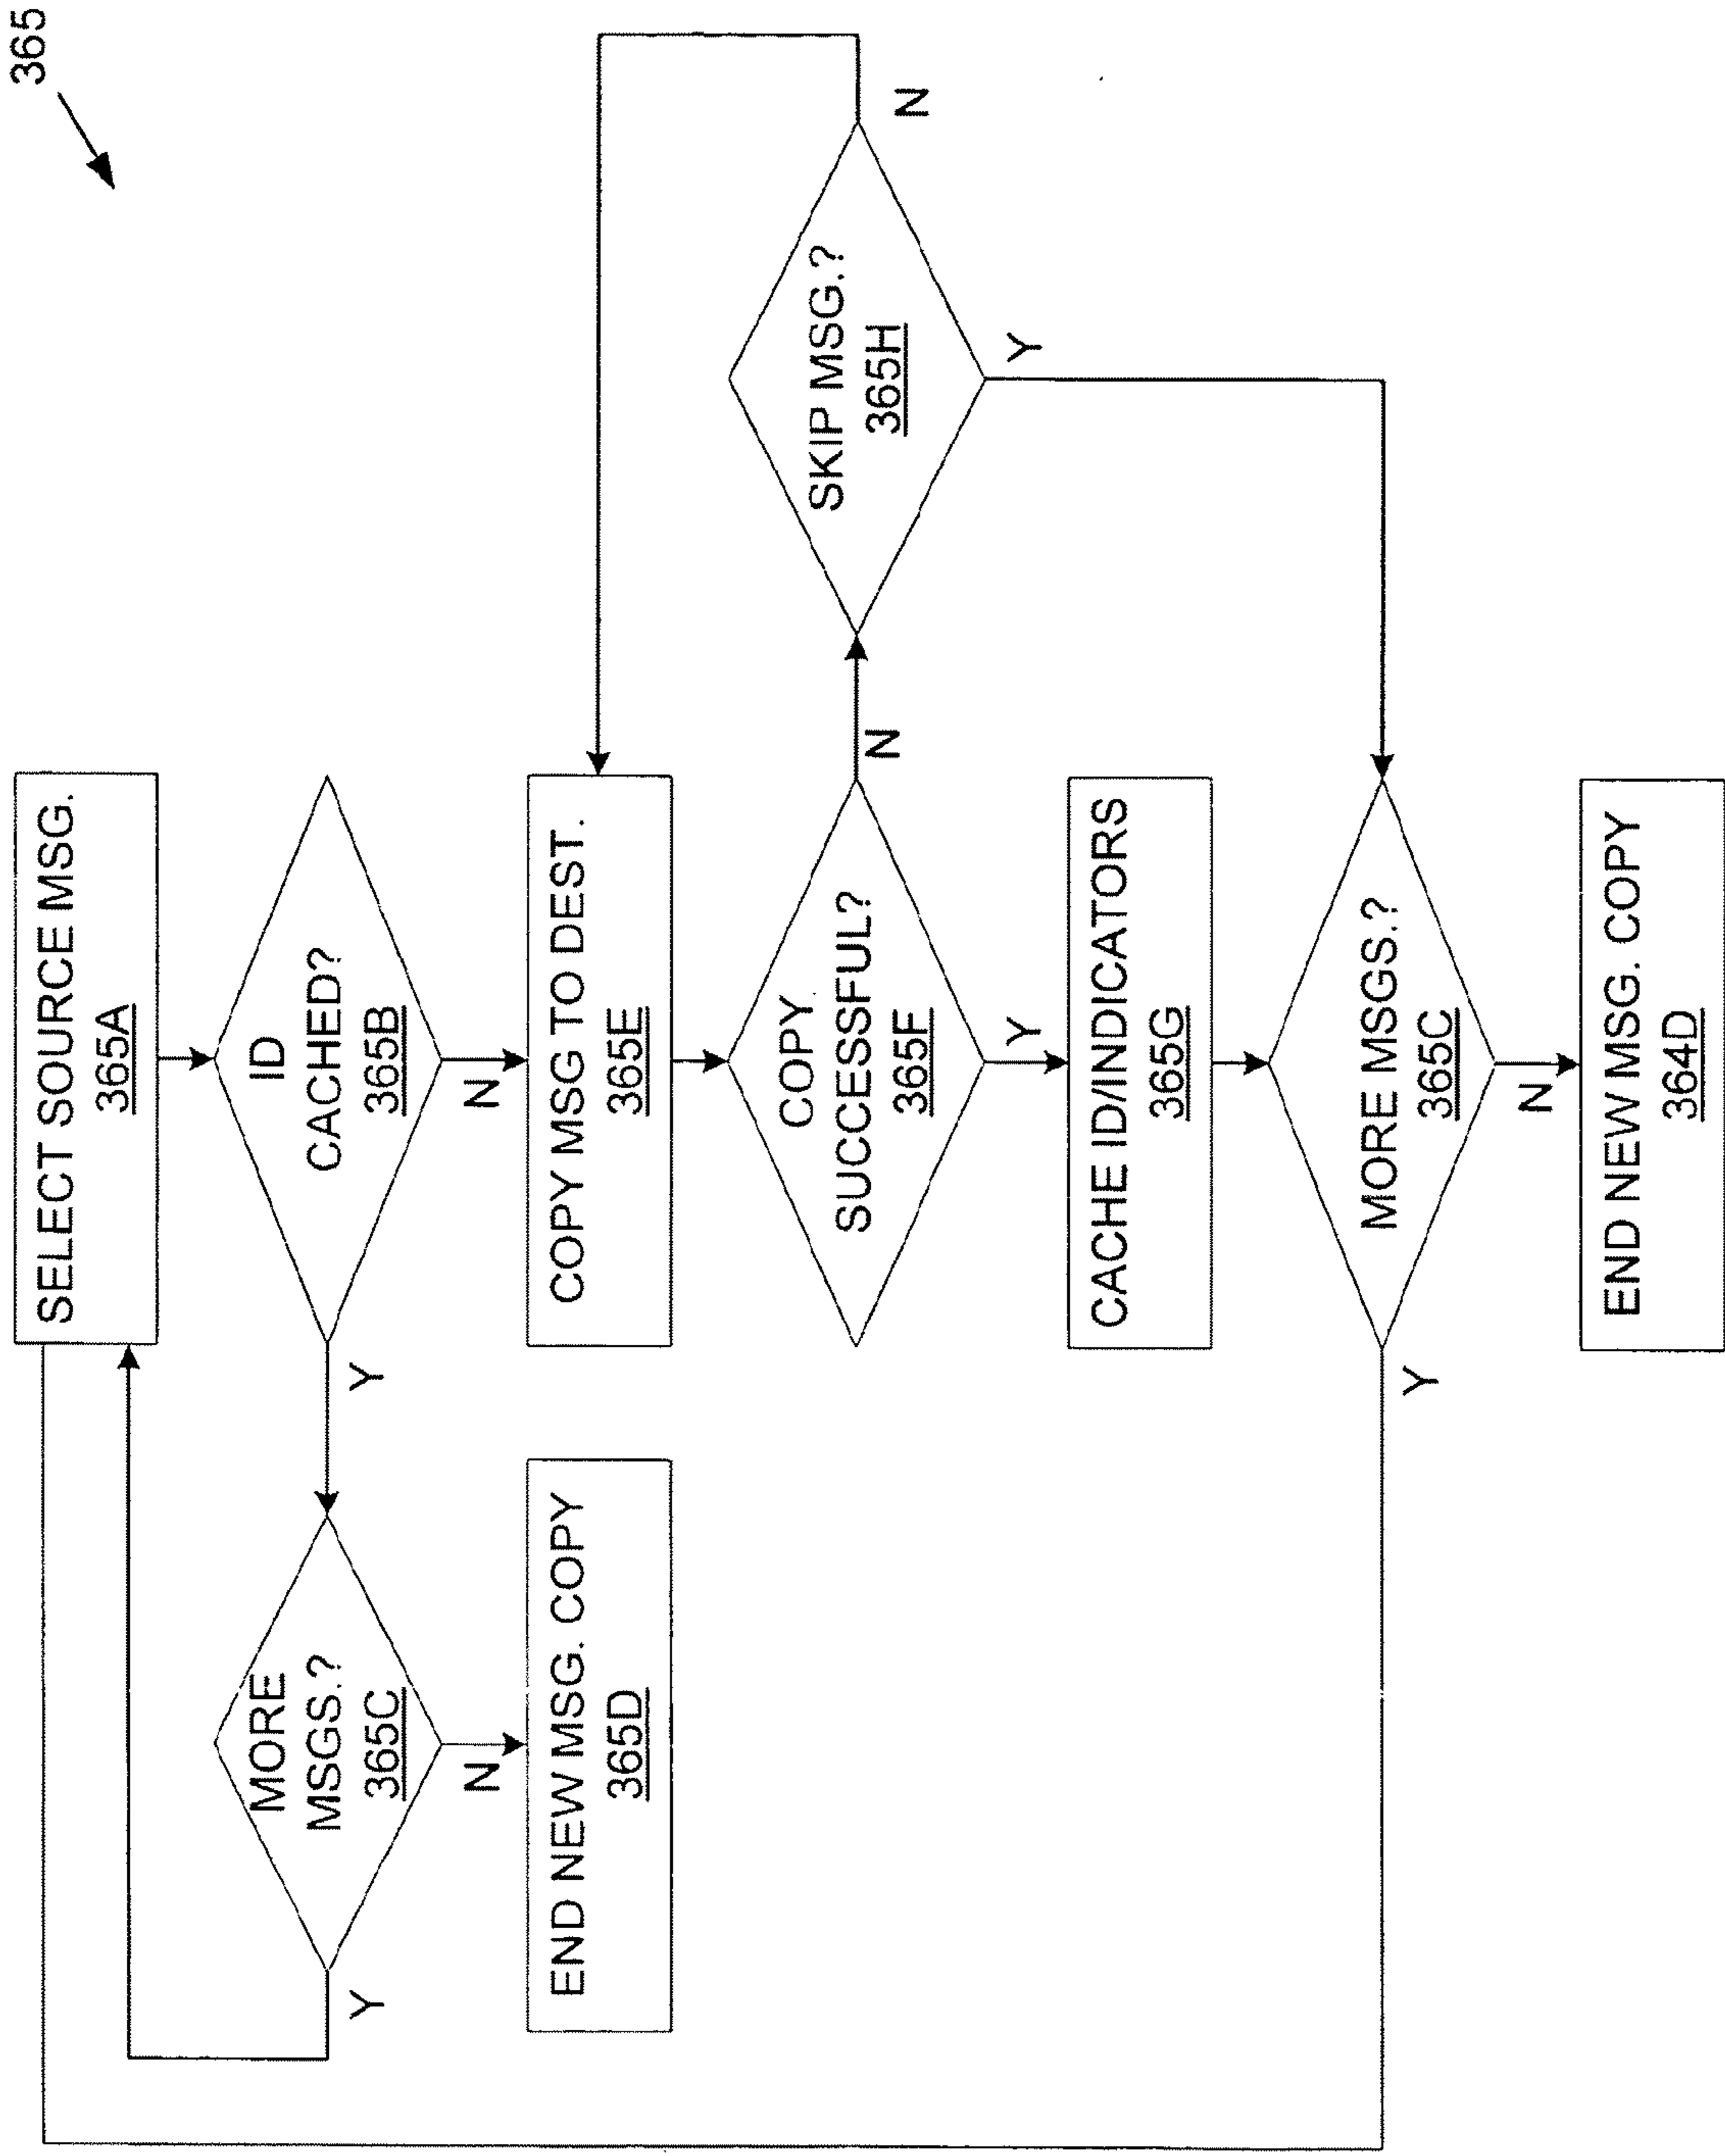 365
SELECT SOURCE MSG.
365A
ID
CACHED?
365B
Y
N
MORE
MSGS.?
365C
Y
N
END NEW MSG. COPY
365D
COPY MSG TO DEST.
365E
COPY
SUCCESSFUL?
365F
N
Y
SKIP MSG.?
365H
N
Y
CACHE ID/INDICATORS
365G
MORE MSGS.?
365C
Y
N
END NEW MSG. COPY
364D